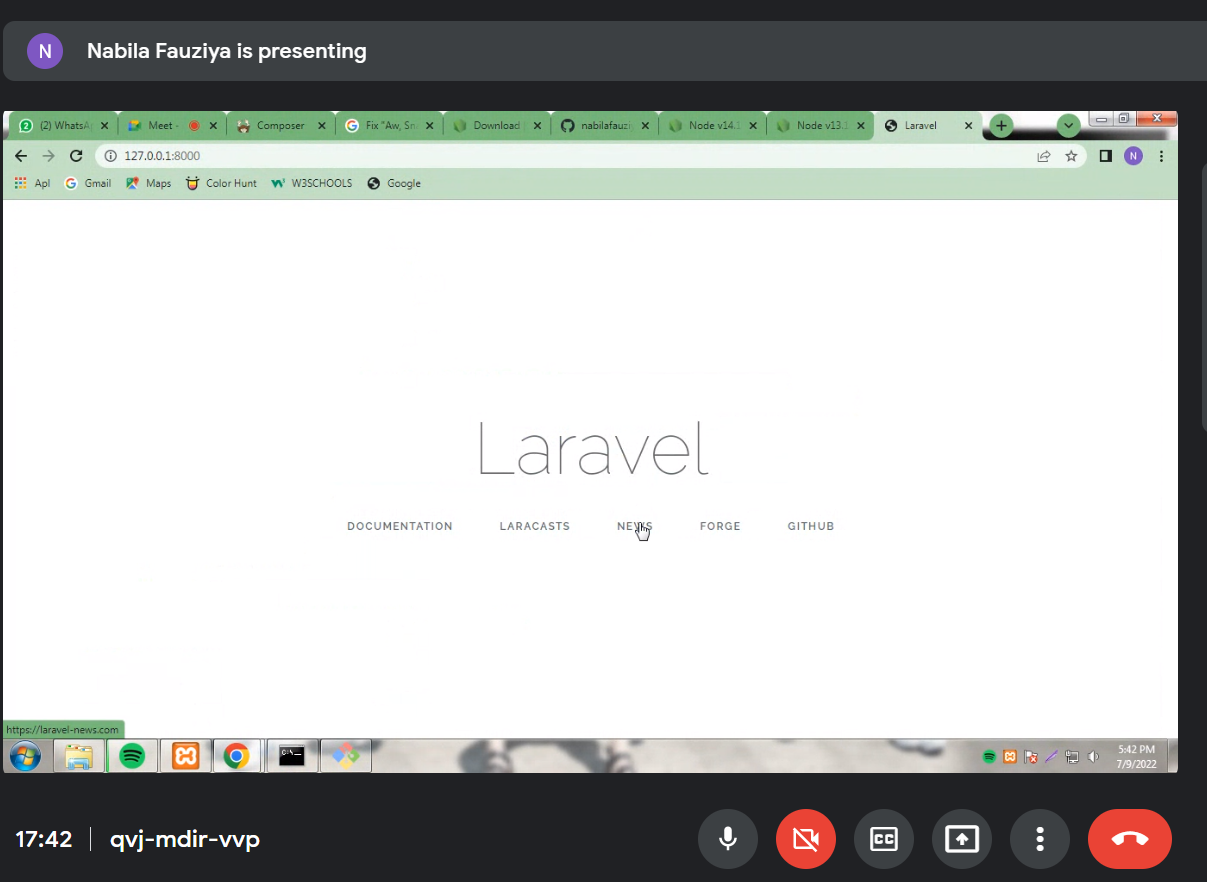 N Nabila Fauziya is presenting
(2) WhatsA Meet - Composer Fix "Aw, Sn Download nabilafauzi Node v14.1 Node v13.1 Laravel
127.0.0.1:8000 N
Apl Gmail Maps Color Hunt W3SCHOOLS Google
Laravel
DOCUMENTATION LARACASTS NEWS FORGE GITHUB
https://laravel-news.com
5:42 PM
7/9/2022
17:42 qvj-mdir-vvp CC